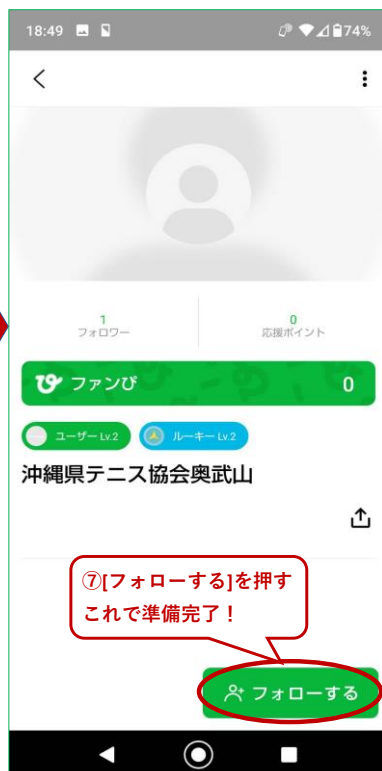 18:49
74%
1
フォロワー
0
応援ポイント
ファンぴ
0
ユーザー Lv.2
ルーキー Lv.2
沖縄県テニス協会奥武山
⑦[フォローする]を押す
これで準備完了！
フォローする